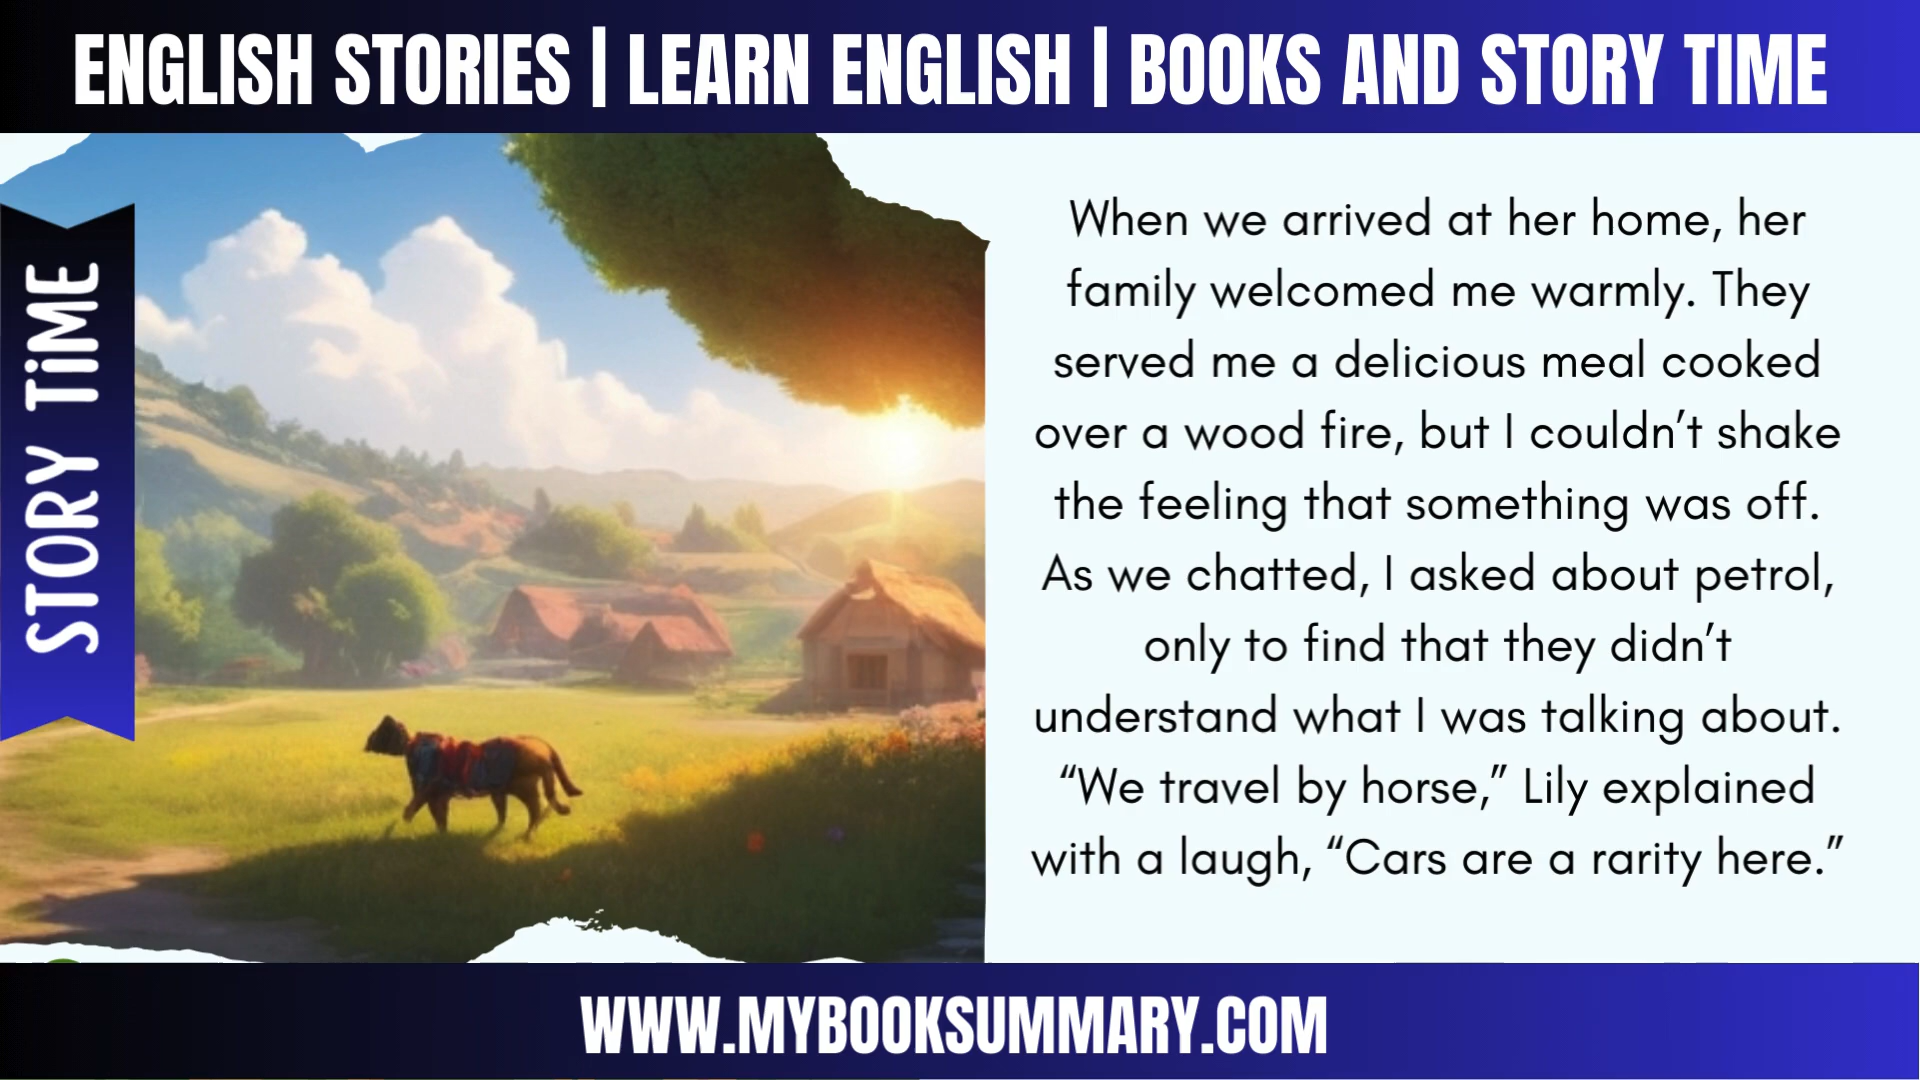 ENGLISH STORIES | LEARN ENGLISH | BOOKS AND STORY TIME
STORY TiME
When we arrived at her home, her
family welcomed me warmly. They
served me a delicious meal cooked
over a wood fire, but I couldn’t shake
the feeling that something was off.
As we chatted, I asked about petrol,
only to find that they didn’t
understand what I was talking about.
“We travel by horse,” Lily explained
with a laugh, “Cars are a rarity here.”
WWW.MYBOOKSUMMARY.COM